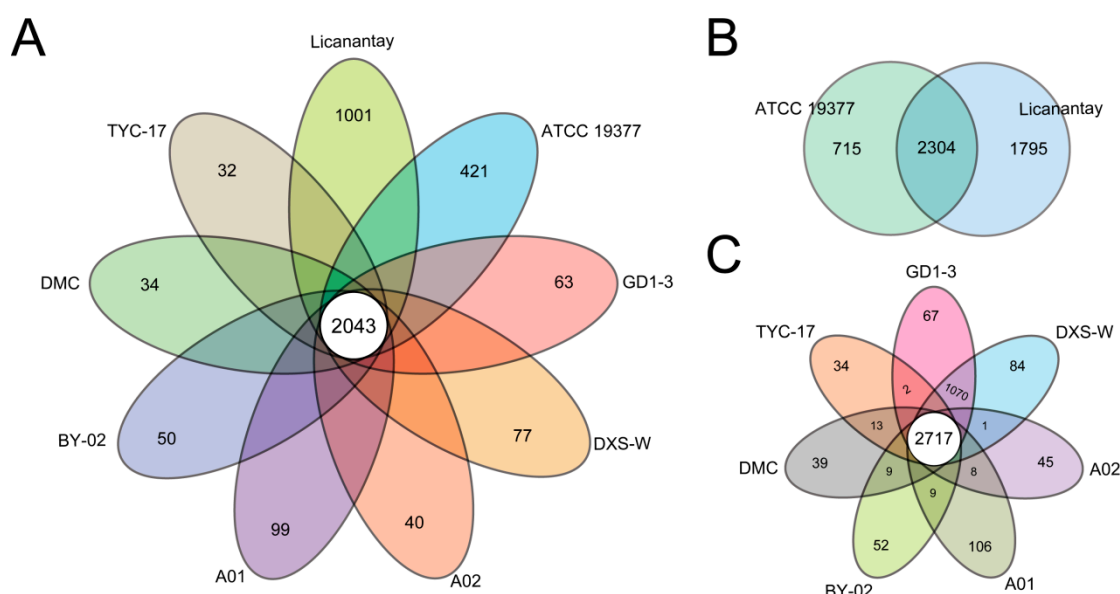 A
Licanantay
1001
ATCC 19377
421
TYC-17
32
GD1-3
63
DMC
34
2043
DXS-W
77
BY-02
50
A01
99
A02
40
B
ATCC 19377
Licanantay
715
2304
1795
C
GD1-3
67
TYC-17
34
DXS-W
84
2
1070
13
1
2717
DMC
39
A02
45
9
8
9
BY-02
52
A01
106